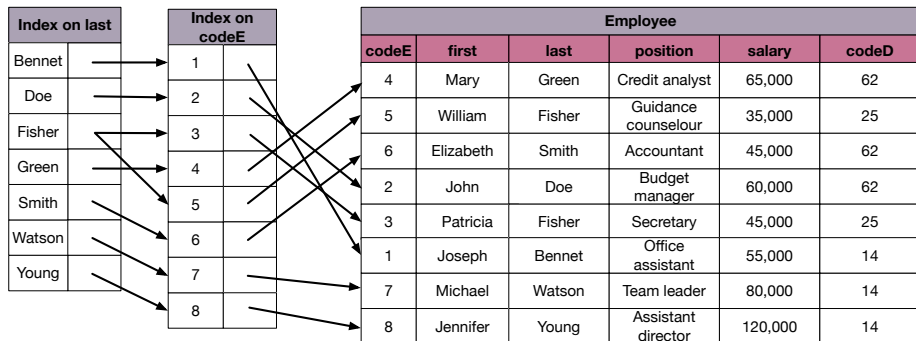 Index on last
Bennet
Doe
Fisher
Green
Smith
Watson
Young
Index on
codeE
1
2
3
4
5
6
7
8
Employee
codeE first last position salary codeD
4 Mary Green Credit analyst 65,000 62
5 William Fisher Guidance
counselour 35,000 25
6 Elizabeth Smith Accountant 45,000 62
2 John Doe Budget
manager 60,000 62
3 Patricia Fisher Secretary 45,000 25
1 Joseph Bennet Office
assistant 55,000 14
7 Michael Watson Team leader 80,000 14
8 Jennifer Young Assistant
director 120,000 14